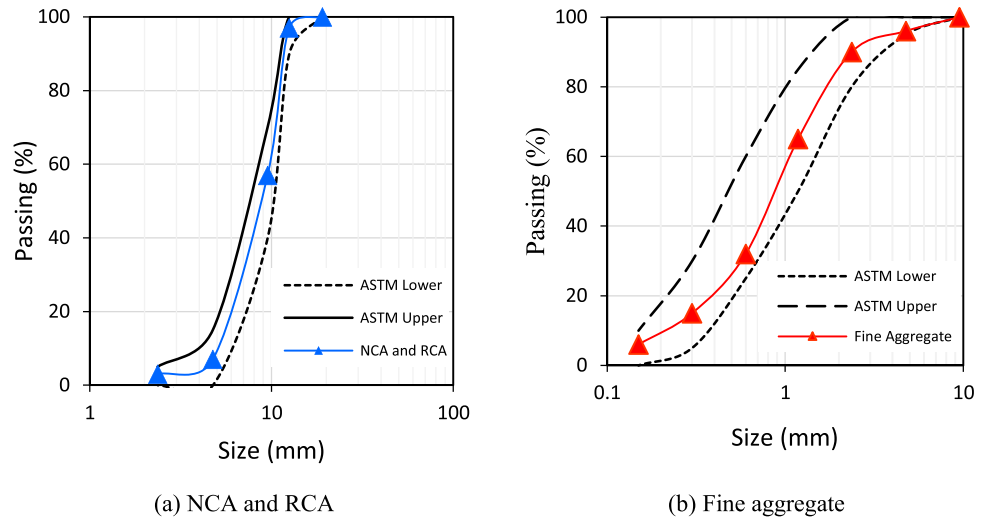 100
80
60
40
20
0
Passing (%)
ASTM Lower
ASTM Upper
NCA and RCA
1
10
100
Size (mm)
(a) NCA and RCA
100
80
60
40
20
0
Passing (%)
ASTM Lower
ASTM Upper
Fine Aggregate
0.1
1
10
Size (mm)
(b) Fine aggregate